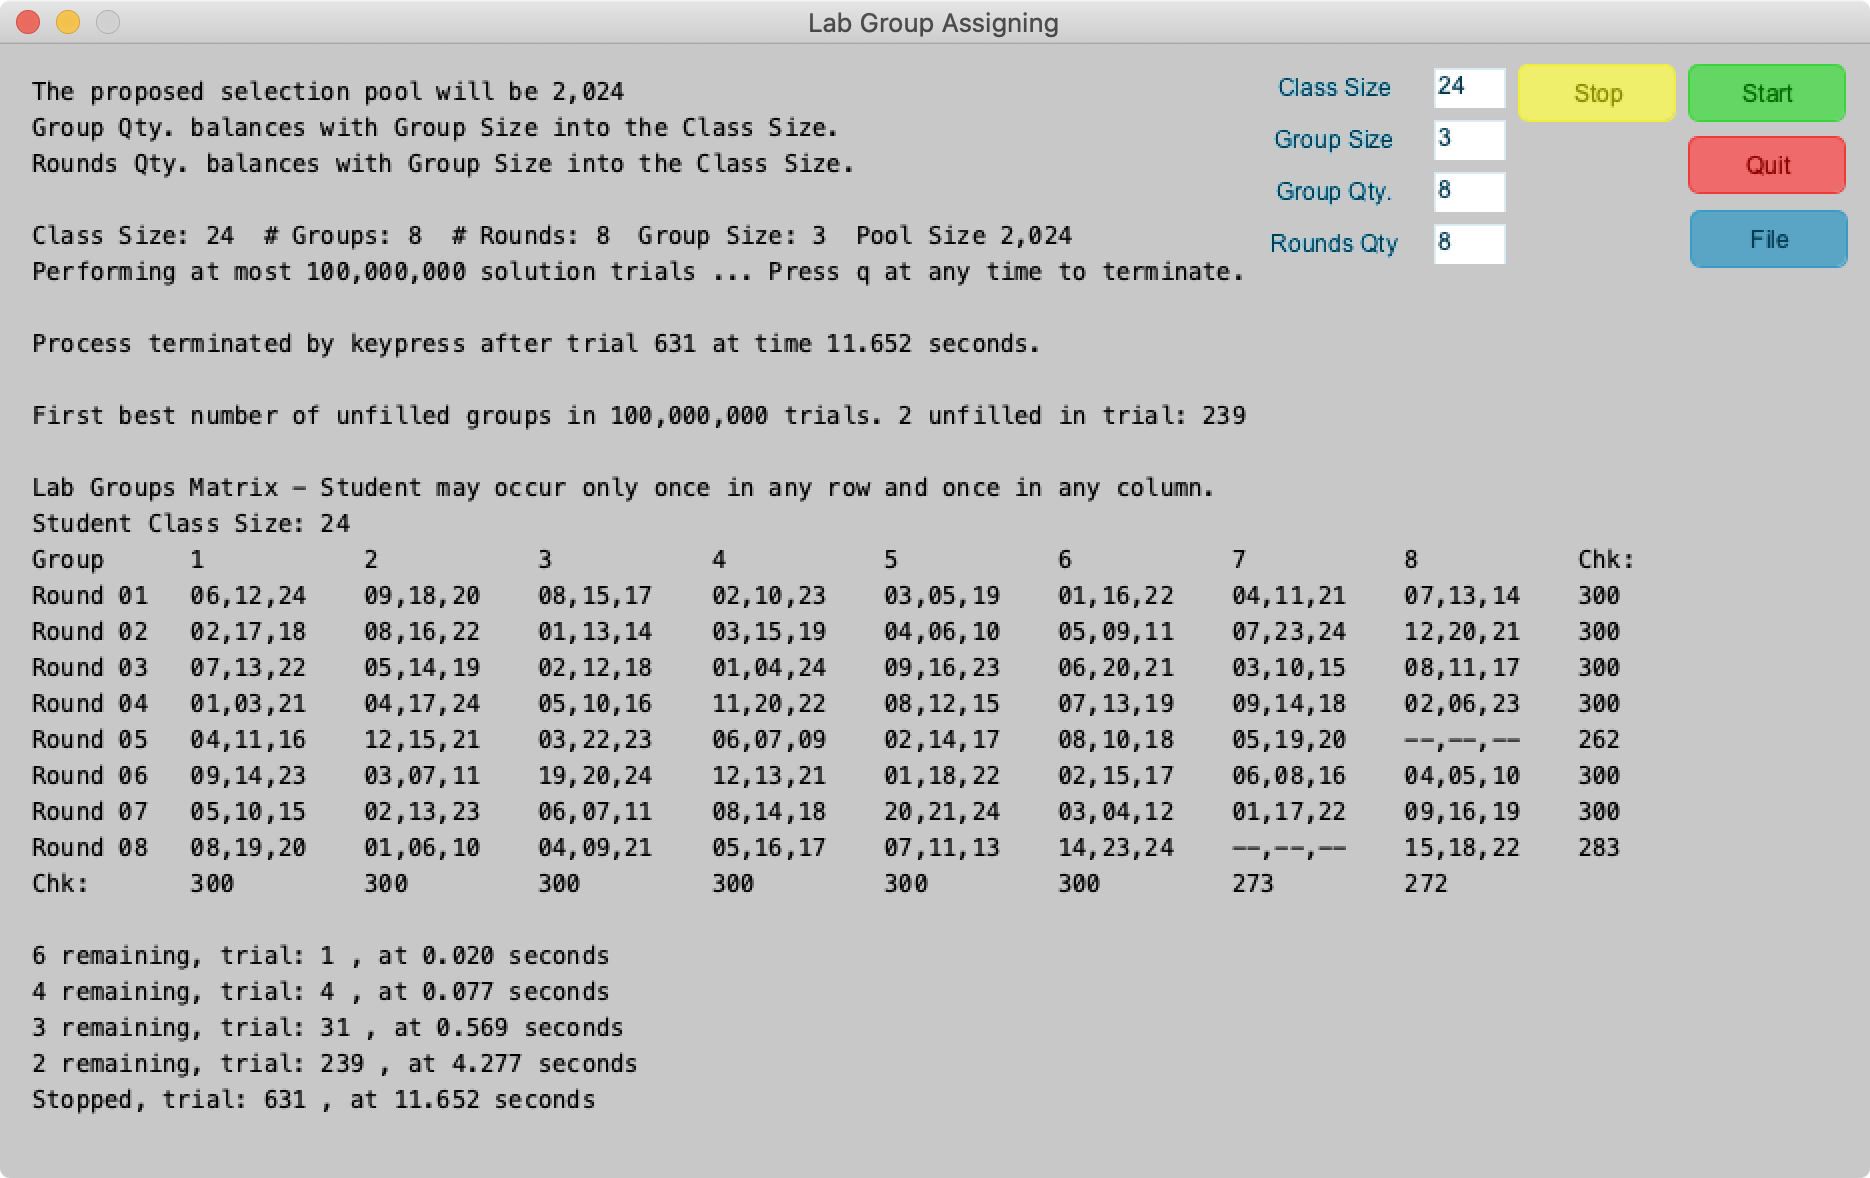 Lab Group Assigning
The proposed selection pool will be 2,024
Group Qty. balances with Group Size into the Class Size.
Rounds Qty. balances with Group Size into the Class Size.
Class Size 24 Stop Start
Group Size 3 Quit
Group Qty. 8
Rounds Qty 8 File
Class Size: 24 # Groups: 8 # Rounds: 8 Group Size: 3 Pool Size 2,024
Performing at most 100,000,000 solution trials ... Press q at any time to terminate.
Process terminated by keypress after trial 631 at time 11.652 seconds.
First best number of unfilled groups in 100,000,000 trials. 2 unfilled in trial: 239
Lab Groups Matrix – Student may occur only once in any row and once in any column.
Student Class Size: 24
Group 1 2 3 4 5 6 7 8 Chk:
Round 01 06,12,24 09,18,20 08,15,17 02,10,23 03,05,19 01,16,22 04,11,21 07,13,14 300
Round 02 02,17,18 08,16,22 01,13,14 03,15,19 04,06,10 05,09,11 07,23,24 12,20,21 300
Round 03 07,13,22 05,14,19 02,12,18 01,04,24 09,16,23 06,20,21 03,10,15 08,11,17 300
Round 04 01,03,21 04,17,24 05,10,16 11,20,22 08,12,15 07,13,19 09,14,18 02,06,23 300
Round 05 04,11,16 12,15,21 03,22,23 06,07,09 02,14,17 08,10,18 05,19,20 --,--,-- 262
Round 06 09,14,23 03,07,11 19,20,24 12,13,21 01,18,22 02,15,17 06,08,16 04,05,10 300
Round 07 05,10,15 02,13,23 06,07,11 08,14,18 20,21,24 03,04,12 01,17,22 09,16,19 300
Round 08 08,19,20 01,06,10 04,09,21 05,16,17 07,11,13 14,23,24 --,--,-- 15,18,22 283
Chk: 300 300 300 300 300 300 273 272
6 remaining, trial: 1 , at 0.020 seconds
4 remaining, trial: 4 , at 0.077 seconds
3 remaining, trial: 31 , at 0.569 seconds
2 remaining, trial: 239 , at 4.277 seconds
Stopped, trial: 631 , at 11.652 seconds